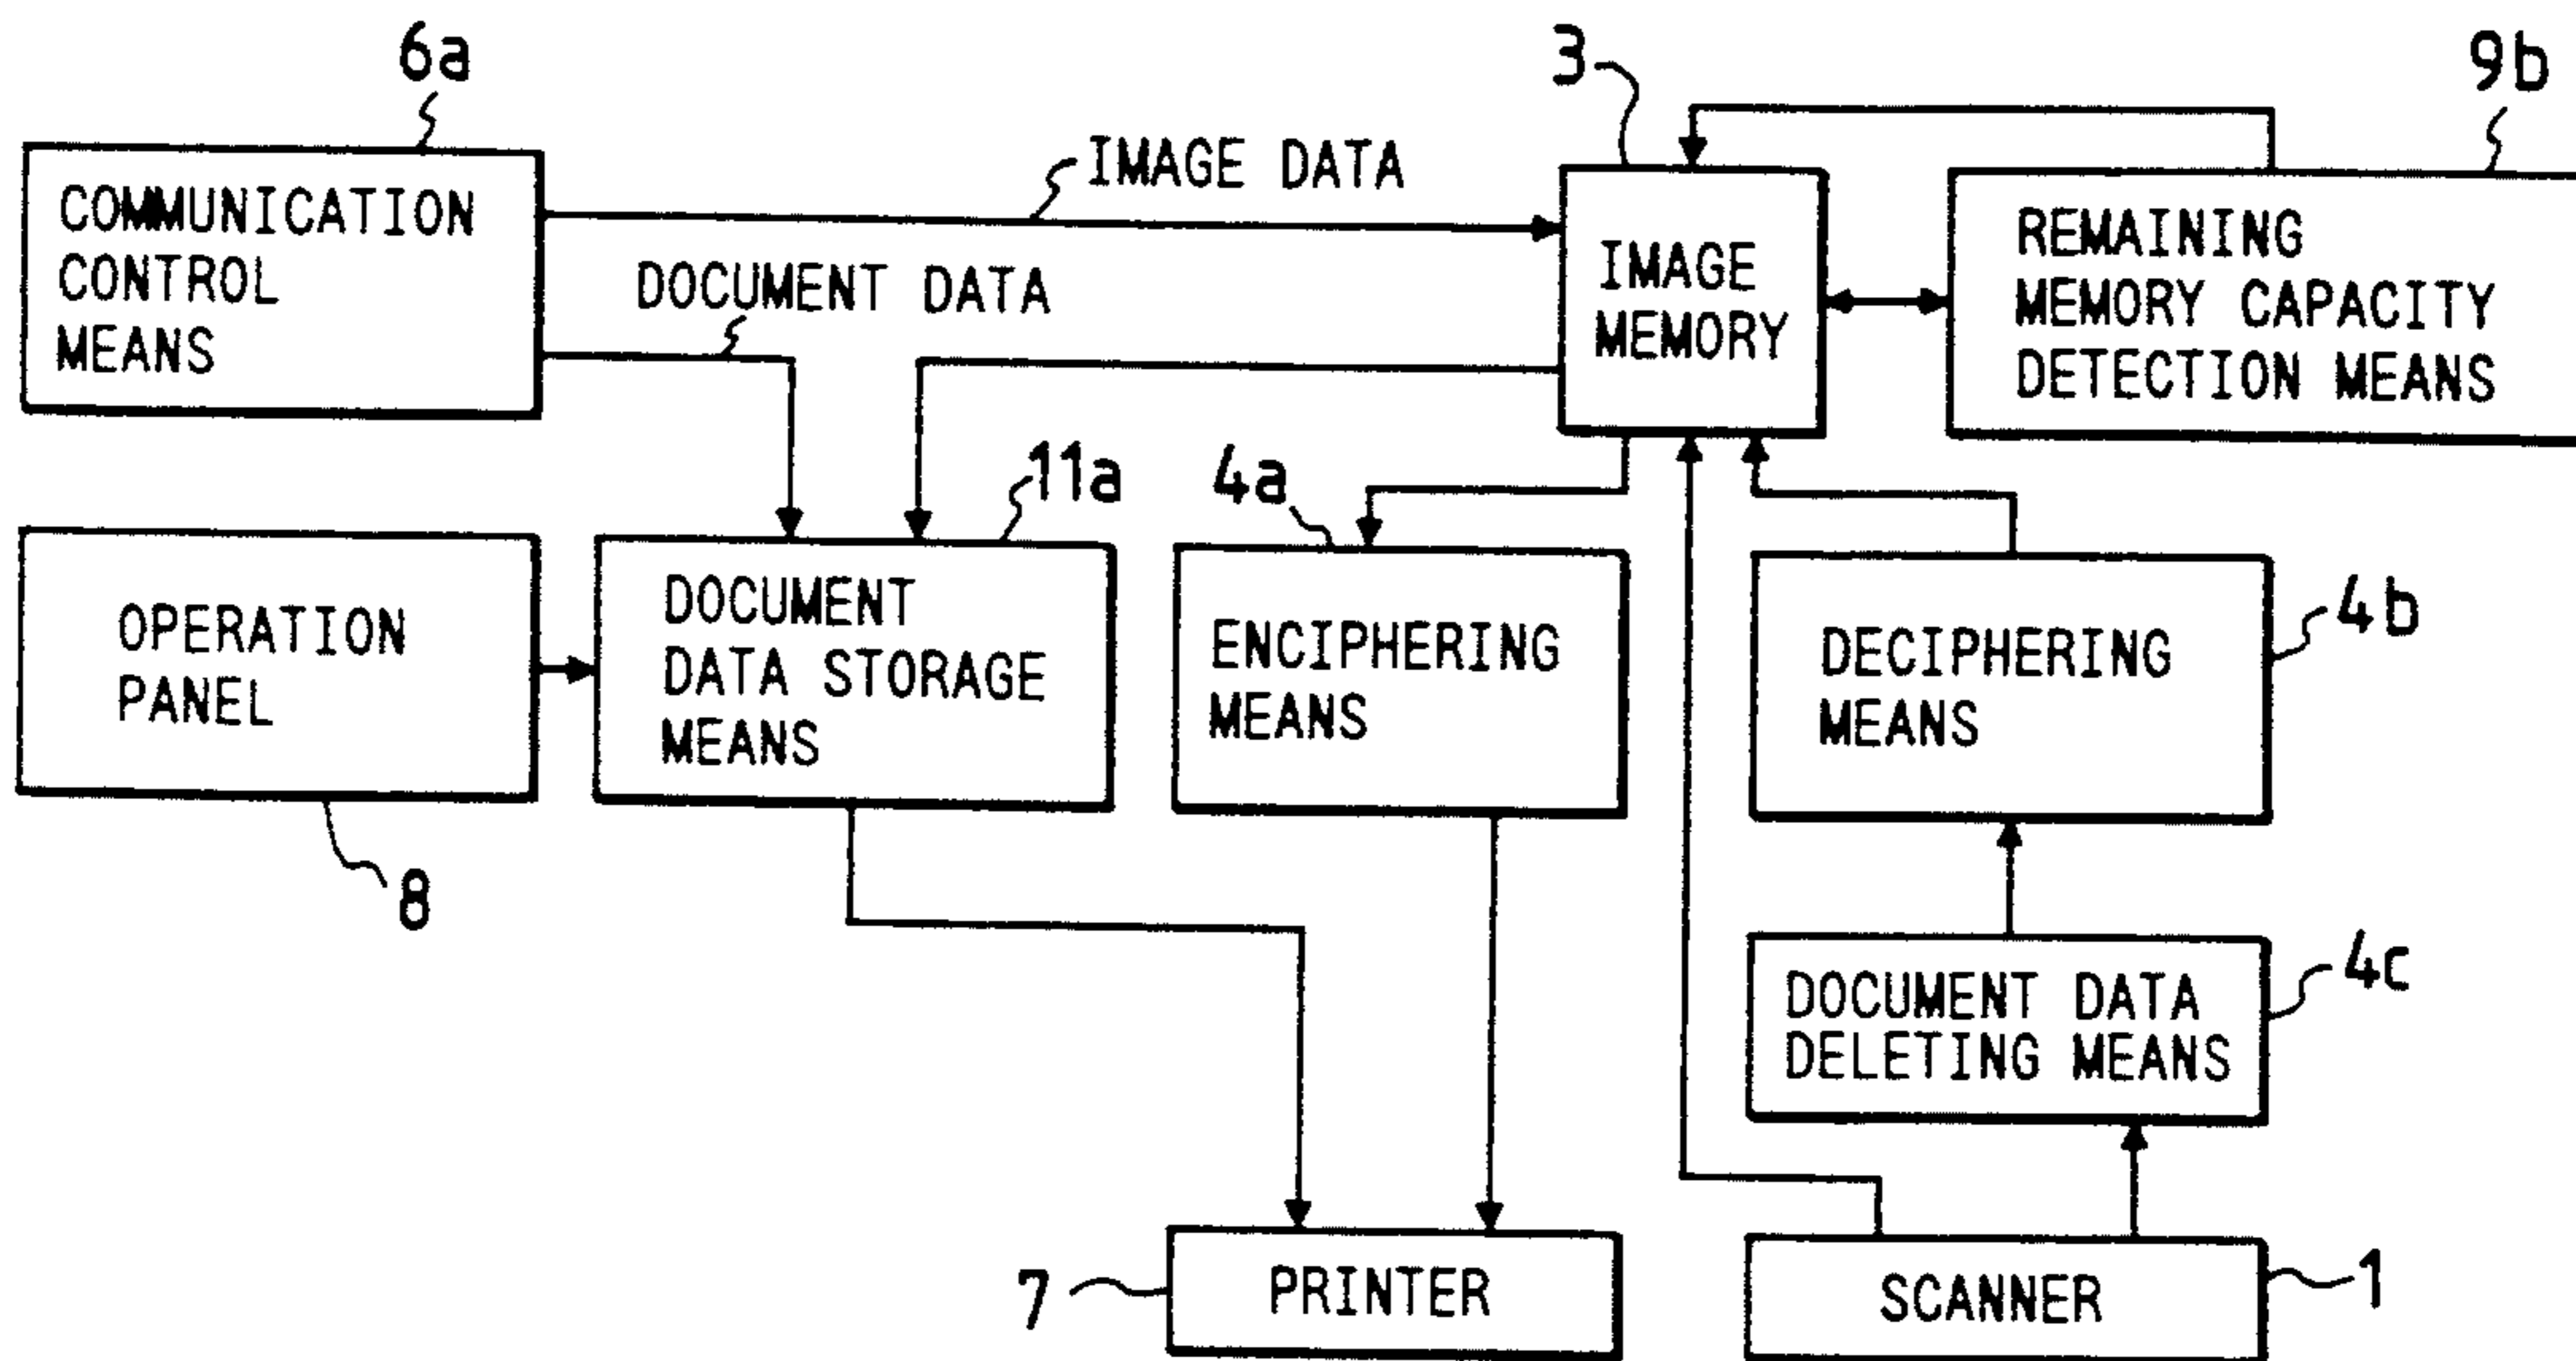 6a
3
9b
IMAGE DATA
COMMUNICATION
CONTROL
MEANS
DOCUMENT DATA
IMAGE
MEMORY
REMAINING
MEMORY CAPACITY
DETECTION MEANS
11a
4a
OPERATION
PANEL
8
DOCUMENT
DATA STORAGE
MEANS
ENCIPHERING
MEANS
DECIPHERING
MEANS
4b
DOCUMENT DATA
DELETING MEANS
4c
7
PRINTER
SCANNER
1